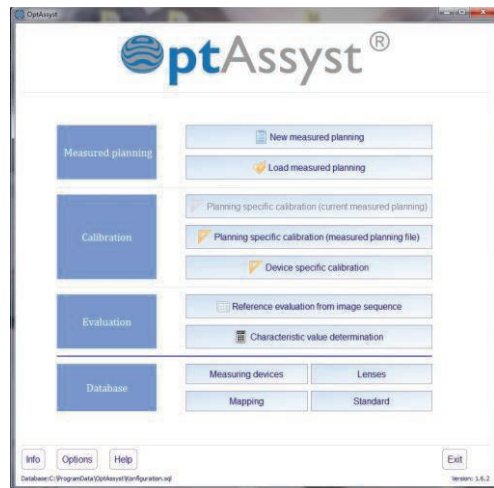 OptAssyst
OptAssyst®
Measured planning
New measured planning
Load measured planning
Calibration
Planning specific calibration (current measured planning)
Planning specific calibration (measured planning file)
Device specific calibration
Evaluation
Reference evaluation from image sequence
Characteristic value determination
Database
Measuring devices
Lenses
Mapping
Standard
Info
Options
Help
Exit
Database: C:\ProgramData\OptAssyst\Konfiguration.sql
Version: 1.6.2